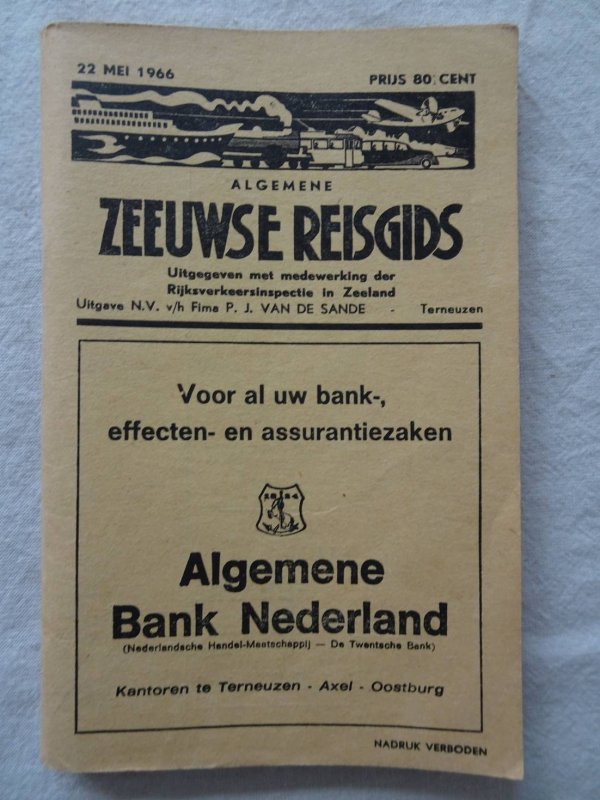 22 MEI 1966
PRIJS 80 CENT
ALGEMENE
ZEEUWSE REISGIDS
Uitgegeven met medewerking der
Rijksverkeersinspectie in Zeeland
Uitgave N.V. v/h Fima P. J. VAN DE SANDE - Terneuzen
Voor al uw bank-,
effecten- en assurantiezaken
1824
Algemene
Bank Nederland
(Nederlandsche Handel-Maatschappij — De Twentsche Bank)
Kantoren te Terneuzen - Axel - Oostburg
NADRUK VERBODEN